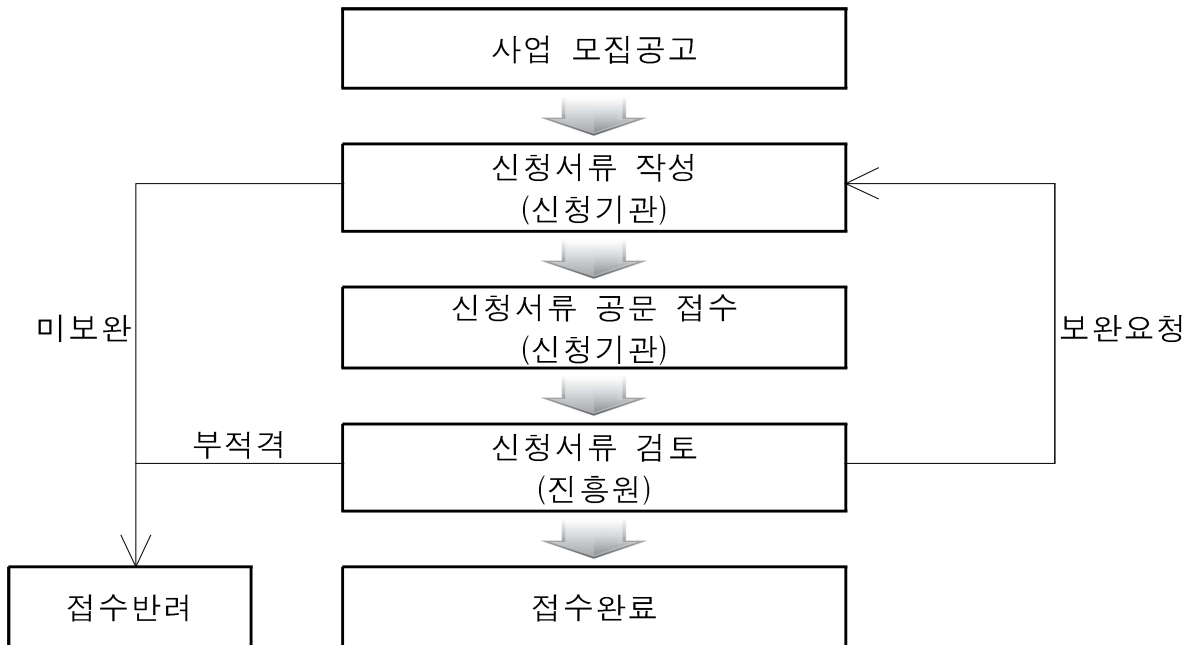 사업 모집공고
신청서류 작성
(신청기관)
신청서류 공문 접수
(신청기관)
미보완
보완요청
부적격
신청서류 검토
(진흥원)
접수반려
접수완료